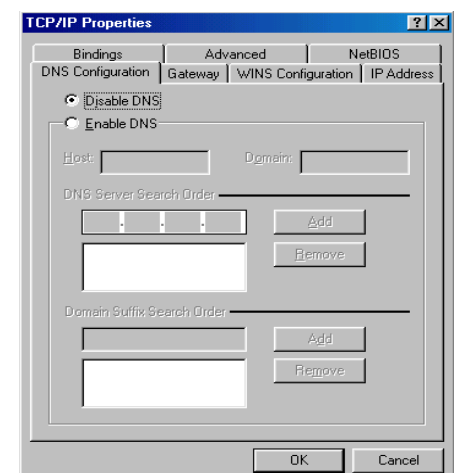 TCP/IP Properties
Bindings Advanced NetBIOS
DNS Configuration Gateway WINS Configuration IP Address
Disable DNS
Enable DNS
Host: Domain:
DNS Server Search Order
. . .
Add
Remove
Domain Suffix Search Order
Add
Remove
OK Cancel